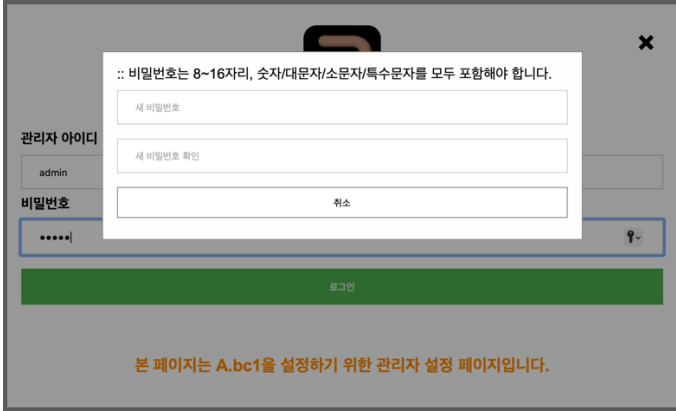 :: 비밀번호는 8~16자리, 숫자/대문자/소문자/특수문자를 모두 포함해야 합니다.
새 비밀번호
관리자 아이디
새 비밀번호 확인
admin
비밀번호
취소
•••••
로그인
본 페이지는 A.bc1을 설정하기 위한 관리자 설정 페이지입니다.